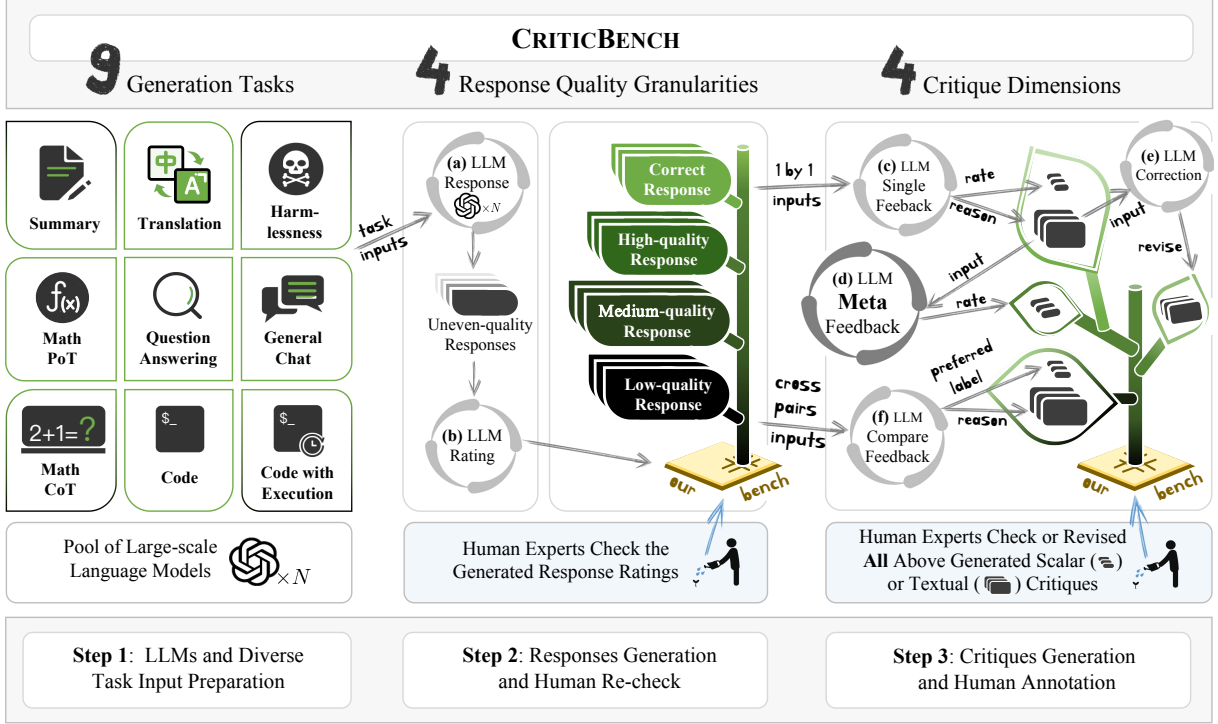 CRITICBENCH
9 Generation Tasks
4 Response Quality Granularities
4 Critique Dimensions
Summary
中
A
Translation
Harm-
lessness
f(x)
Math
PoT
Question
Answering
General
Chat
2+1=?
Math
CoT
$_
Code
$_
Code with
Execution
Pool of Large-scale
Language Models
×N
task
inputs
(a) LLM
Response
×N
Uneven-quality
Responses
(b) LLM
Rating
Correct
Response
High-quality
Response
Medium-quality
Response
Low-quality
Response
our bench
Human Experts Check the
Generated Response Ratings
1 by 1
inputs
cross
pairs
inputs
(c) LLM
Single
Feeback
rate
reason
(e) LLM
Correction
input
revise
input
(d) LLM
Meta
Feedback
rate
(f) LLM
Compare
Feedback
preferred
label
reason
our bench
Human Experts Check or Revised
All Above Generated Scalar ( )
or Textual ( ) Critiques
Step 1: LLMs and Diverse
Task Input Preparation
Step 2: Responses Generation
and Human Re-check
Step 3: Critiques Generation
and Human Annotation